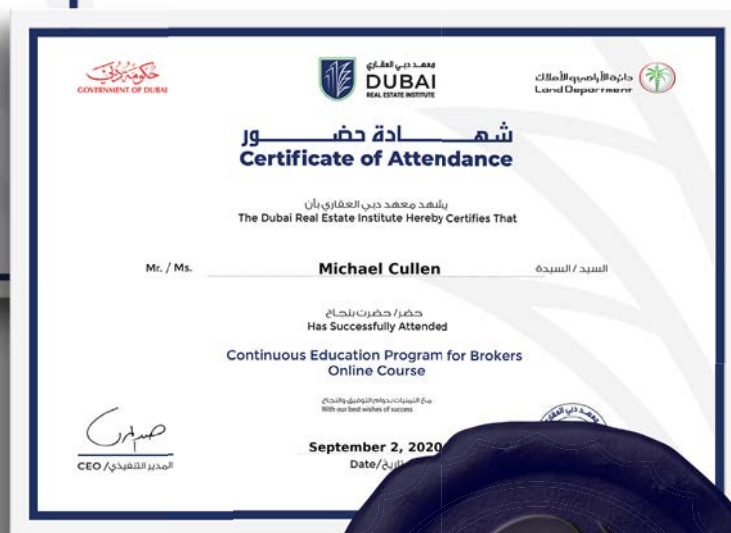 حكومة دبي
GOVERNMENT OF DUBAI
معهد دبي العقاري
DUBAI
REAL ESTATE INSTITUTE
دائرة الأراضي والأملاك
Land Department
شهــــــادة حضــــــور
Certificate of Attendance
يشهد معهد دبي العقاري بأن
The Dubai Real Estate Institute Hereby Certifies That
Mr. / Ms. Michael Cullen السيد / السيدة
حضر/ حضرت بنجاح
Has Successfully Attended
Continuous Education Program for Brokers
Online Course
مع التمنيات بدوام التوفيق والنجاح
With our best wishes of success
September 2, 2020
Date/
CEO /المدير التنفيذي